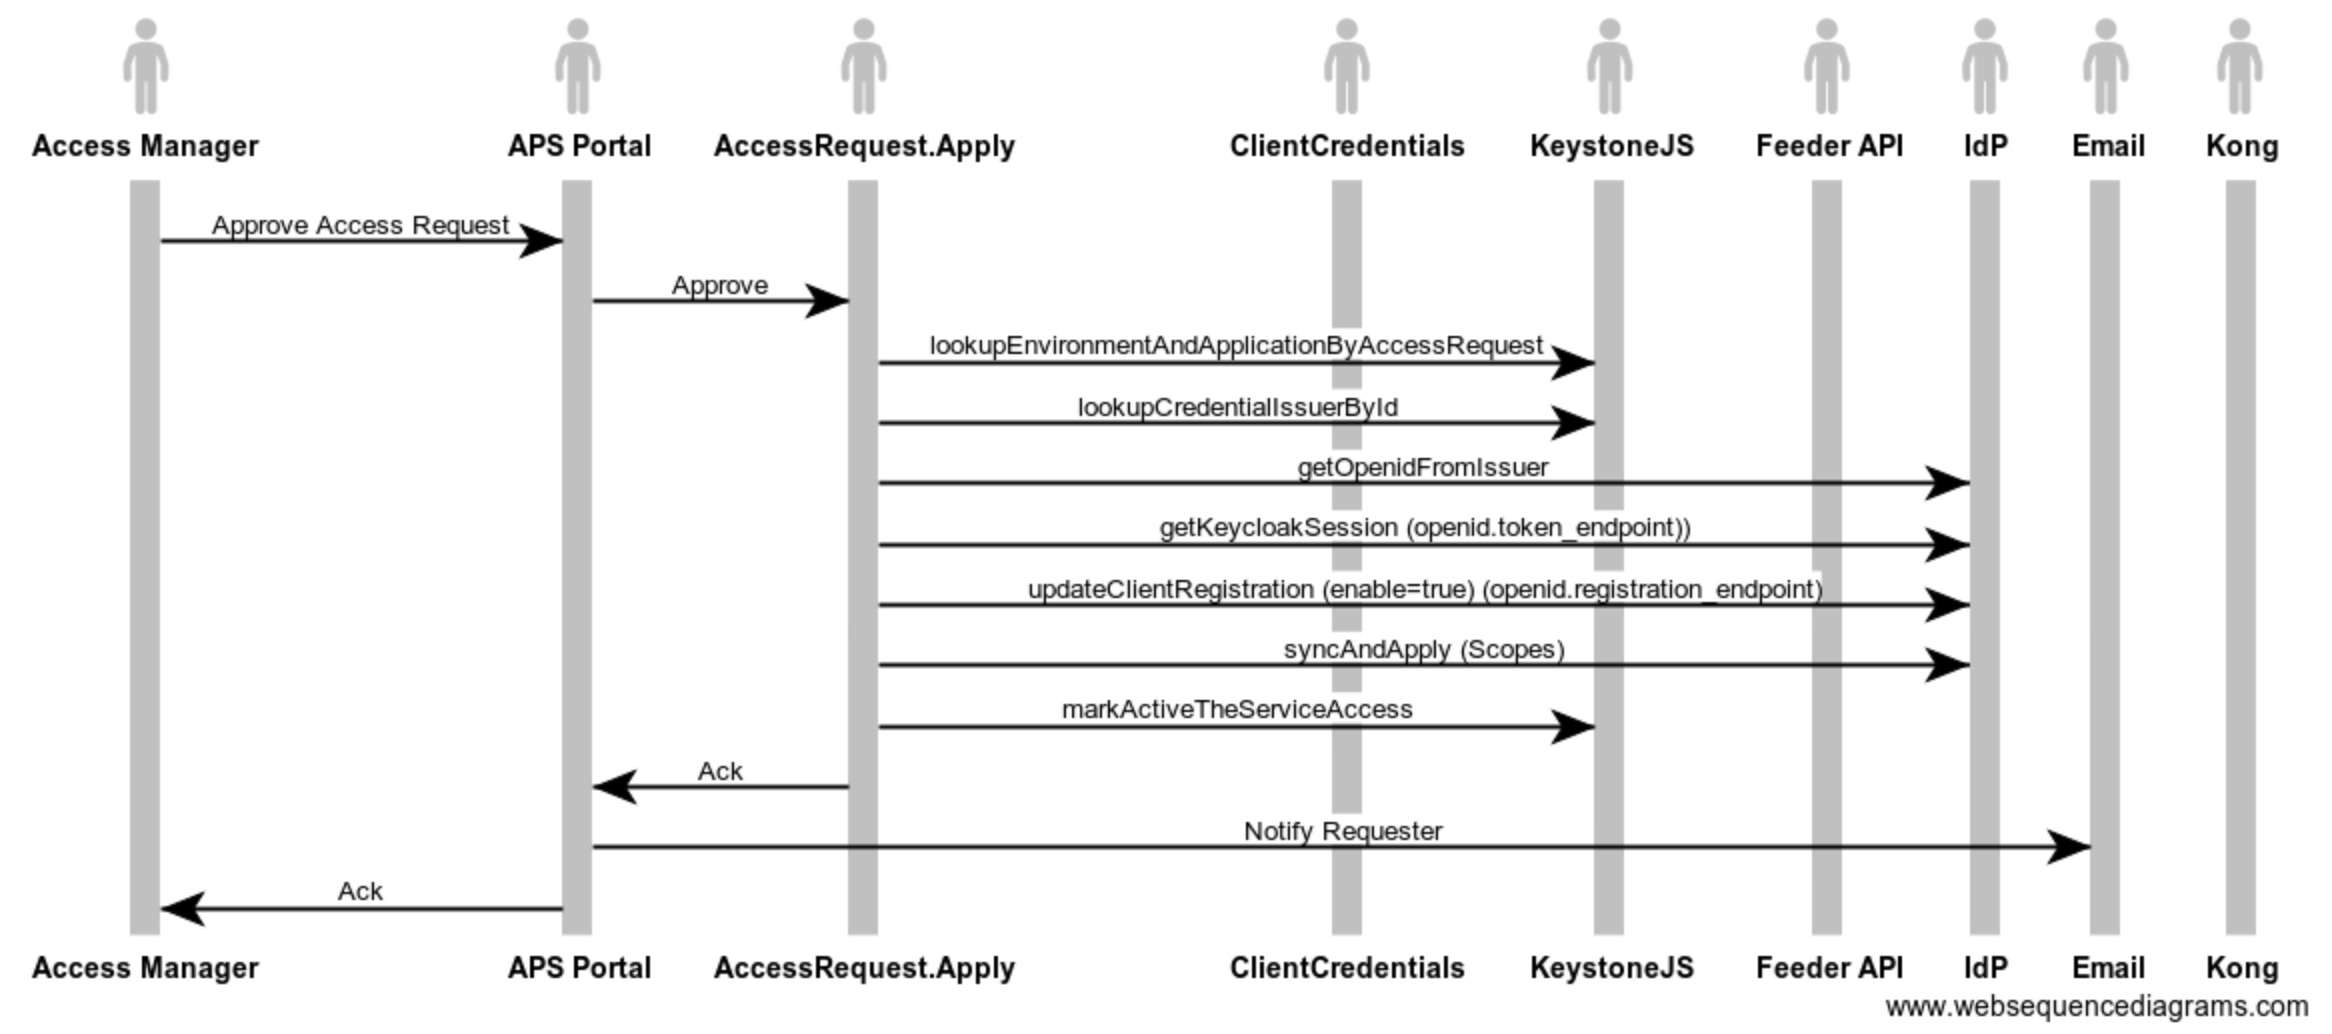 Access Manager APS Portal AccessRequest.Apply ClientCredentials KeystoneJS Feeder API IdP Email Kong
Approve Access Request
Approve
lookupEnvironmentAndApplicationByAccessRequest
lookupCredentialIssuerById
getOpenidFromIssuer
getKeycloakSession (openid.token_endpoint))
updateClientRegistration (enable=true) (openid.registration_endpoint)
syncAndApply (Scopes)
markActiveTheServiceAccess
Ack
Notify Requester
Ack
Access Manager APS Portal AccessRequest.Apply ClientCredentials KeystoneJS Feeder API IdP Email Kong
www.websequencediagrams.com